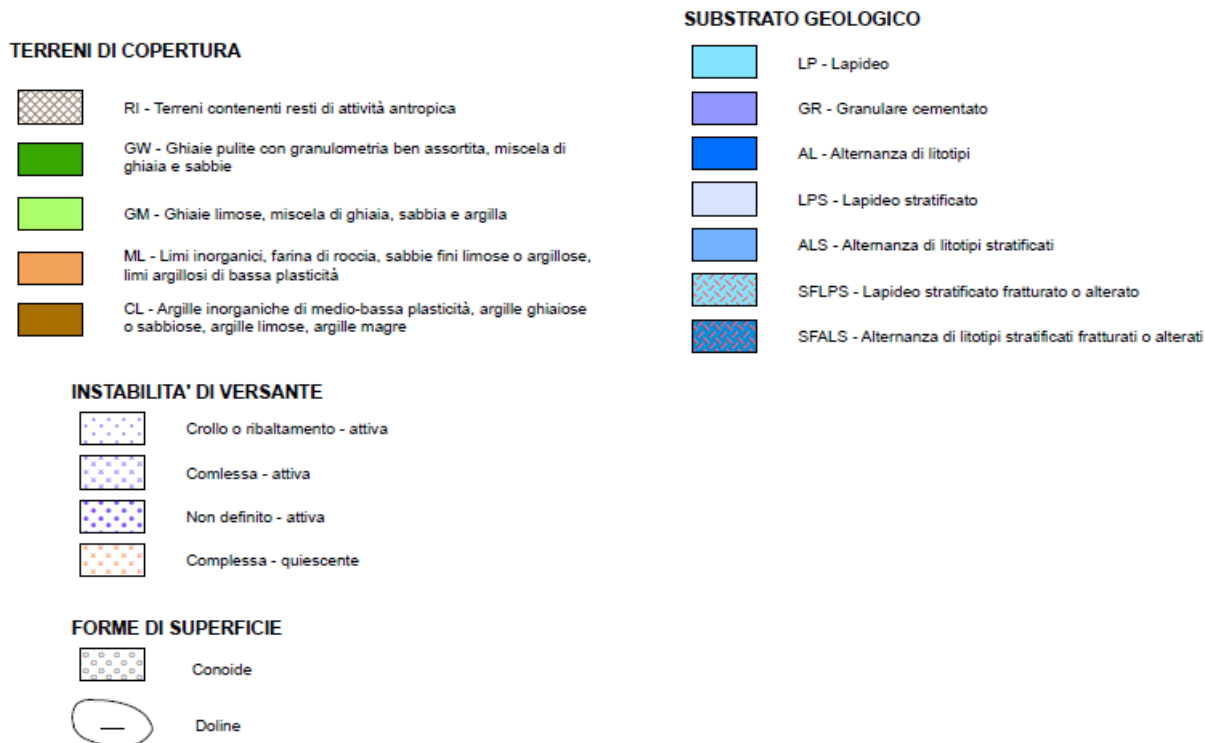 TERRENI DI COPERTURA
RI - Terreni contenenti resti di attività antropica
GW - Ghiaie pulite con granulometria ben assortita, miscela di
ghiaia e sabbie
GM - Ghiaie limose, miscela di ghiaia, sabbia e argilla
ML - Limi inorganici, farina di roccia, sabbie fini limose o argillose,
limi argillosi di bassa plasticità
CL - Argille inorganiche di medio-bassa plasticità, argille ghiaiose
o sabbiose, argille limose, argille magre
SUBSTRATO GEOLOGICO
LP - Lapideo
GR - Granulare cementato
AL - Alternanza di litotipi
LPS - Lapideo stratificato
ALS - Alternanza di litotipi stratificati
SFLPS - Lapideo stratificato fratturato o alterato
SFALS - Alternanza di litotipi stratificati fratturati o alterati
INSTABILITA' DI VERSANTE
Crollo o ribaltamento - attiva
Comlessa - attiva
Non definito - attiva
Complessa - quiescente
FORME DI SUPERFICIE
Conoide
Doline